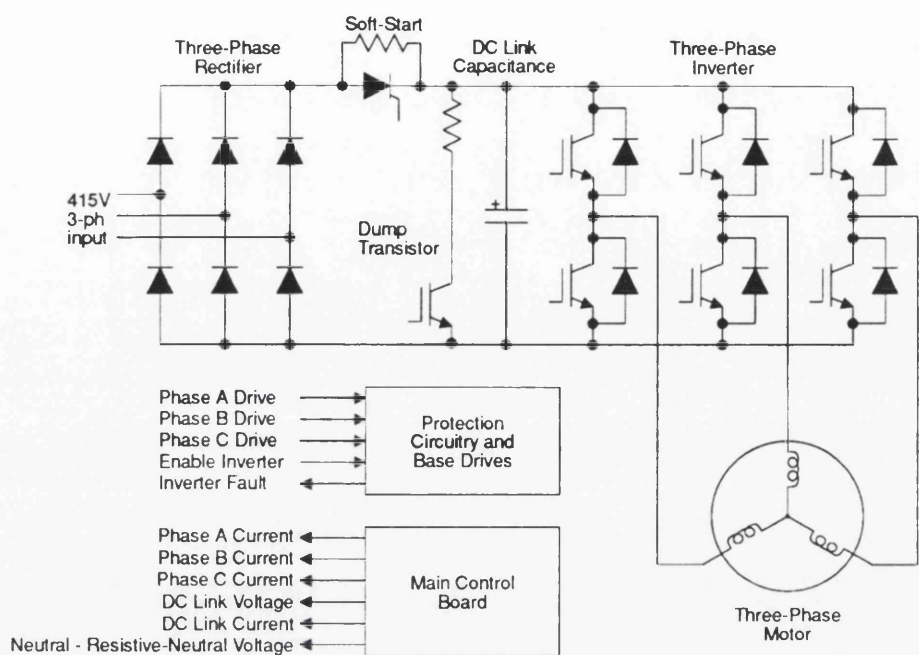 Soft-Start
Three-Phase
Rectifier
DC Link
Capacitance
Three-Phase
Inverter
415V
3-ph
input
Dump
Transistor
+
Phase A Drive
Phase B Drive
Phase C Drive
Enable Inverter
Inverter Fault
Protection
Circuitry and
Base Drives
Phase A Current
Phase B Current
Phase C Current
DC Link Voltage
DC Link Current
Neutral - Resistive-Neutral Voltage
Main Control
Board
Three-Phase
Motor